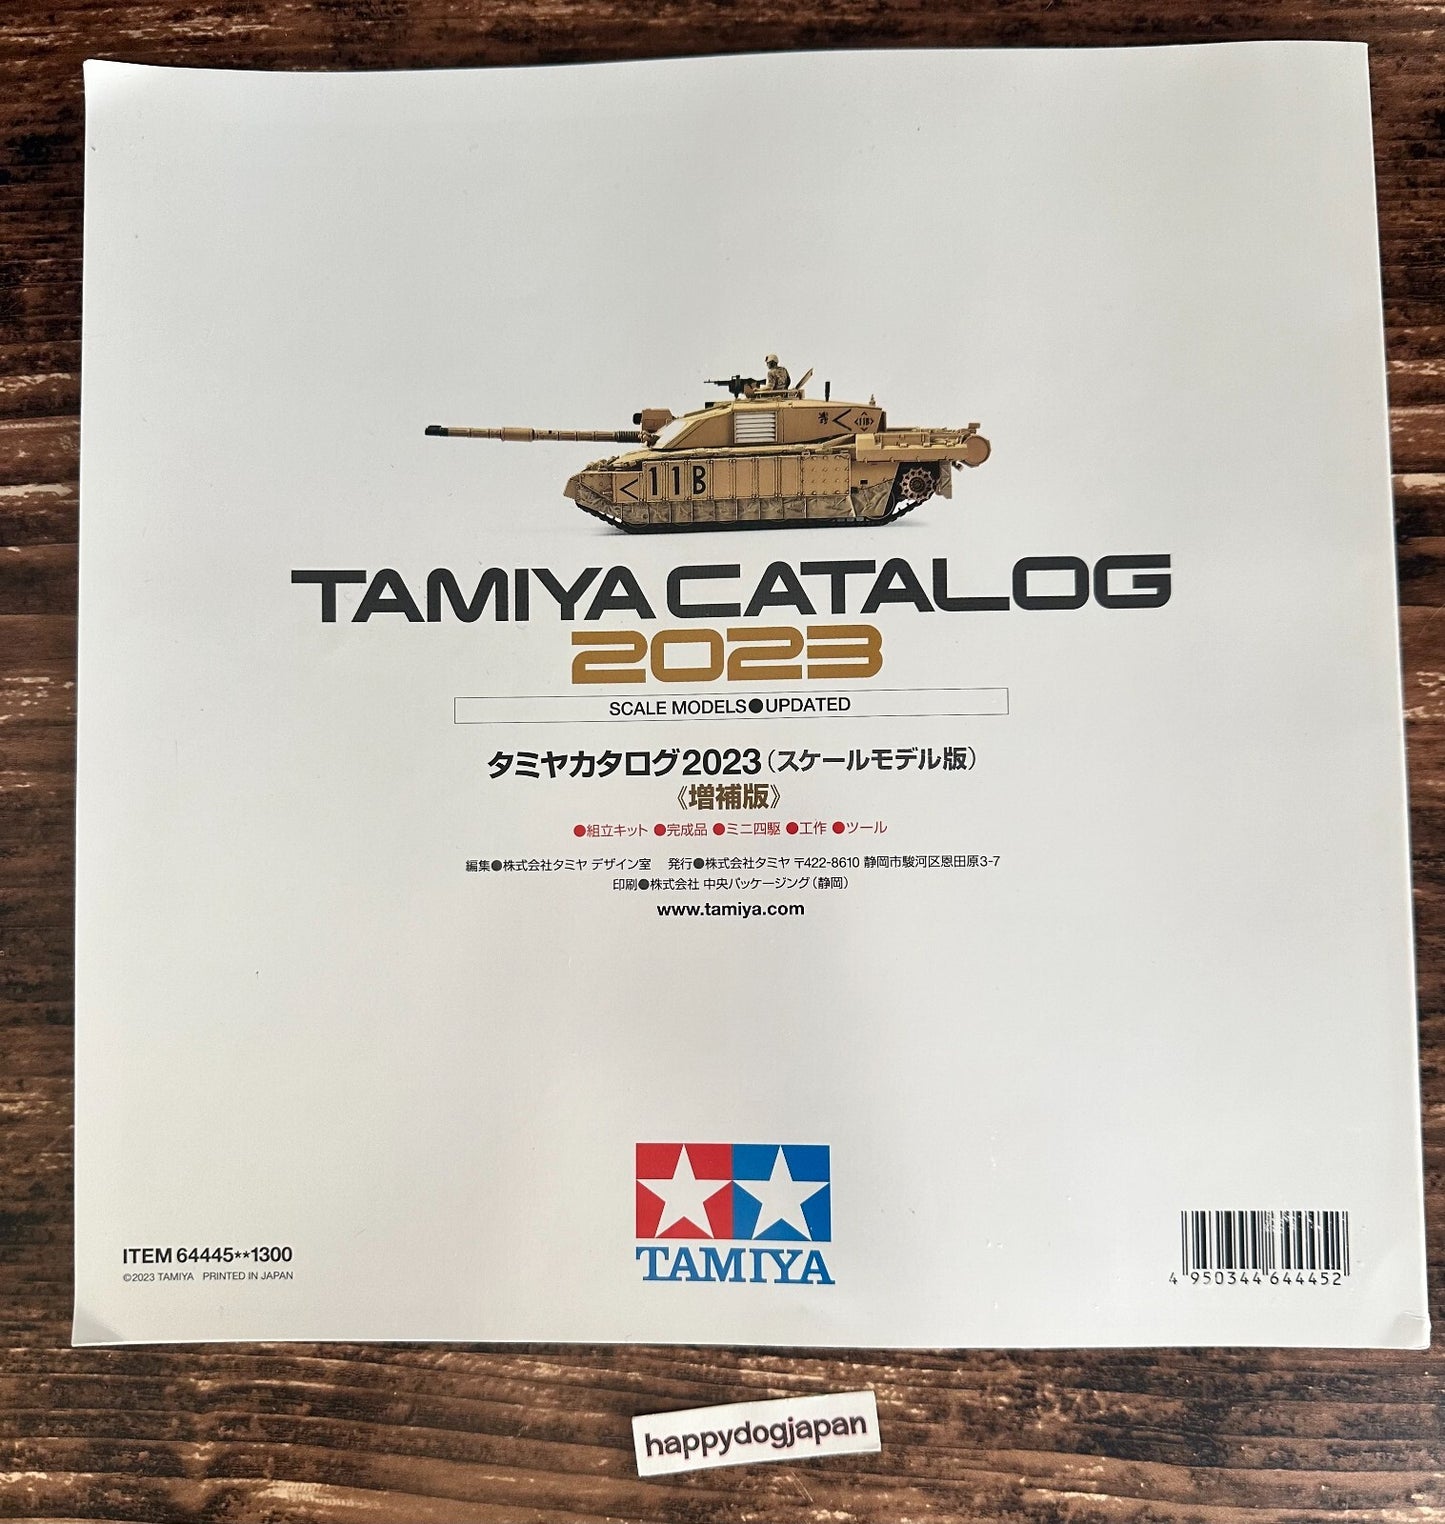 <11B>
<11B
TAMIYA CATALOG
2023
SCALE MODELS●UPDATED
タミヤカタログ2023(スケールモデル版)
《増補版》
●組立キット ●完成品 ●ミニ四駆 ●工作 ●ツール
編集●株式会社タミヤ デザイン室 発行●株式会社タミヤ 〒422-8610 静岡市駿河区恩田原3-7
印刷●株式会社 中央パッケージング(静岡)
www.tamiya.com
TAMIYA
ITEM 64445**1300
©2023 TAMIYA PRINTED IN JAPAN
4 950344 644452
happydogjapan